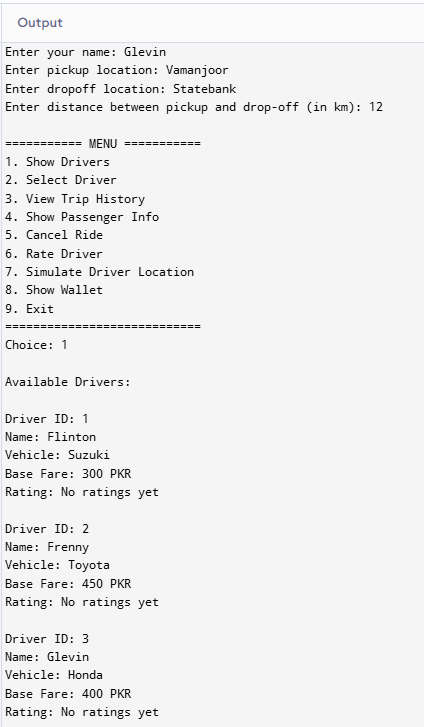 Output
Enter your name: Glevin
Enter pickup location: Vamanjoor
Enter dropoff location: Statebank
Enter distance between pickup and drop-off (in km): 12
=========== MENU ===========
1. Show Drivers
2. Select Driver
3. View Trip History
4. Show Passenger Info
5. Cancel Ride
6. Rate Driver
7. Simulate Driver Location
8. Show Wallet
9. Exit
============================
Choice: 1
Available Drivers:
Driver ID: 1
Name: Flinton
Vehicle: Suzuki
Base Fare: 300 PKR
Rating: No ratings yet
Driver ID: 2
Name: Frenny
Vehicle: Toyota
Base Fare: 450 PKR
Rating: No ratings yet
Driver ID: 3
Name: Glevin
Vehicle: Honda
Base Fare: 400 PKR
Rating: No ratings yet